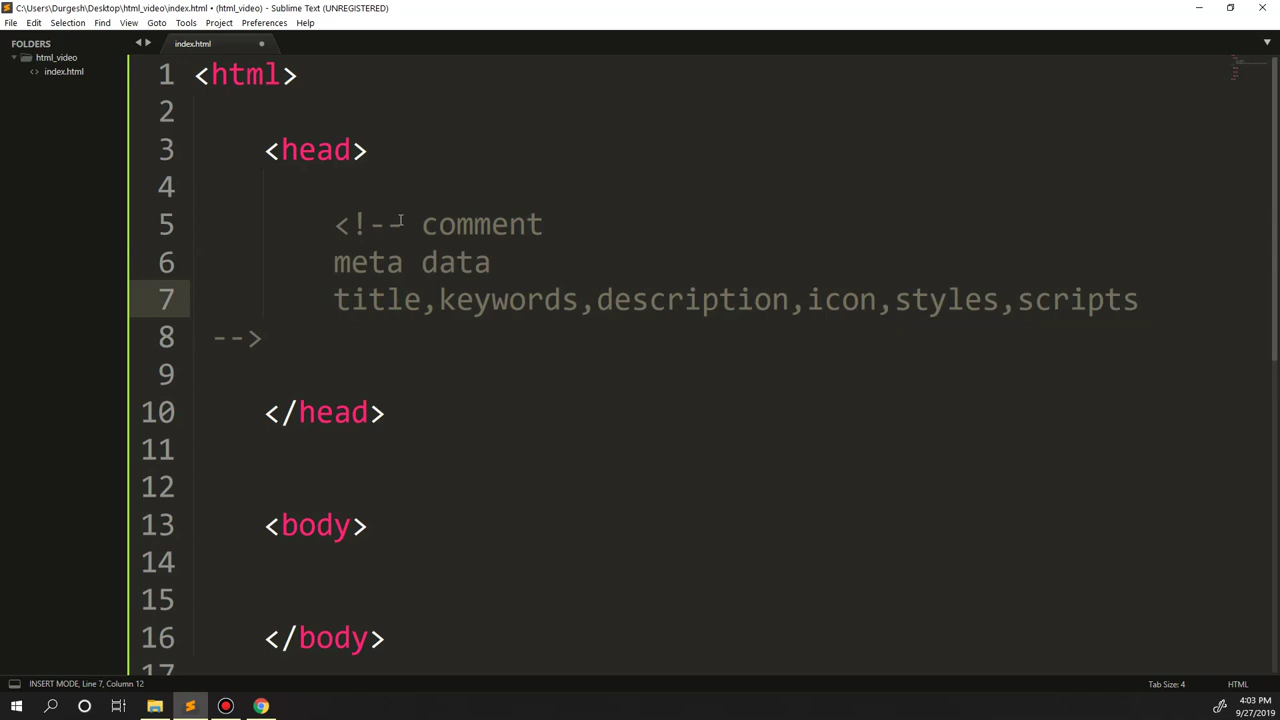 C:\Users\Durgesh\Desktop\html_video\index.html • (html_video) - Sublime Text (UNREGISTERED)
File Edit Selection Find View Goto Tools Project Preferences Help
FOLDERS
html_video
index.html
index.html
1 <html>
2
3 <head>
4
5 <!-- comment
6 meta data
7 title,keywords,description,icon,styles,scripts
8 -->
9
10 </head>
11
12
13 <body>
14
15
16 </body>
17
INSERT MODE, Line 7, Column 12
Tab Size: 4
HTML
4:03 PM
9/27/2019